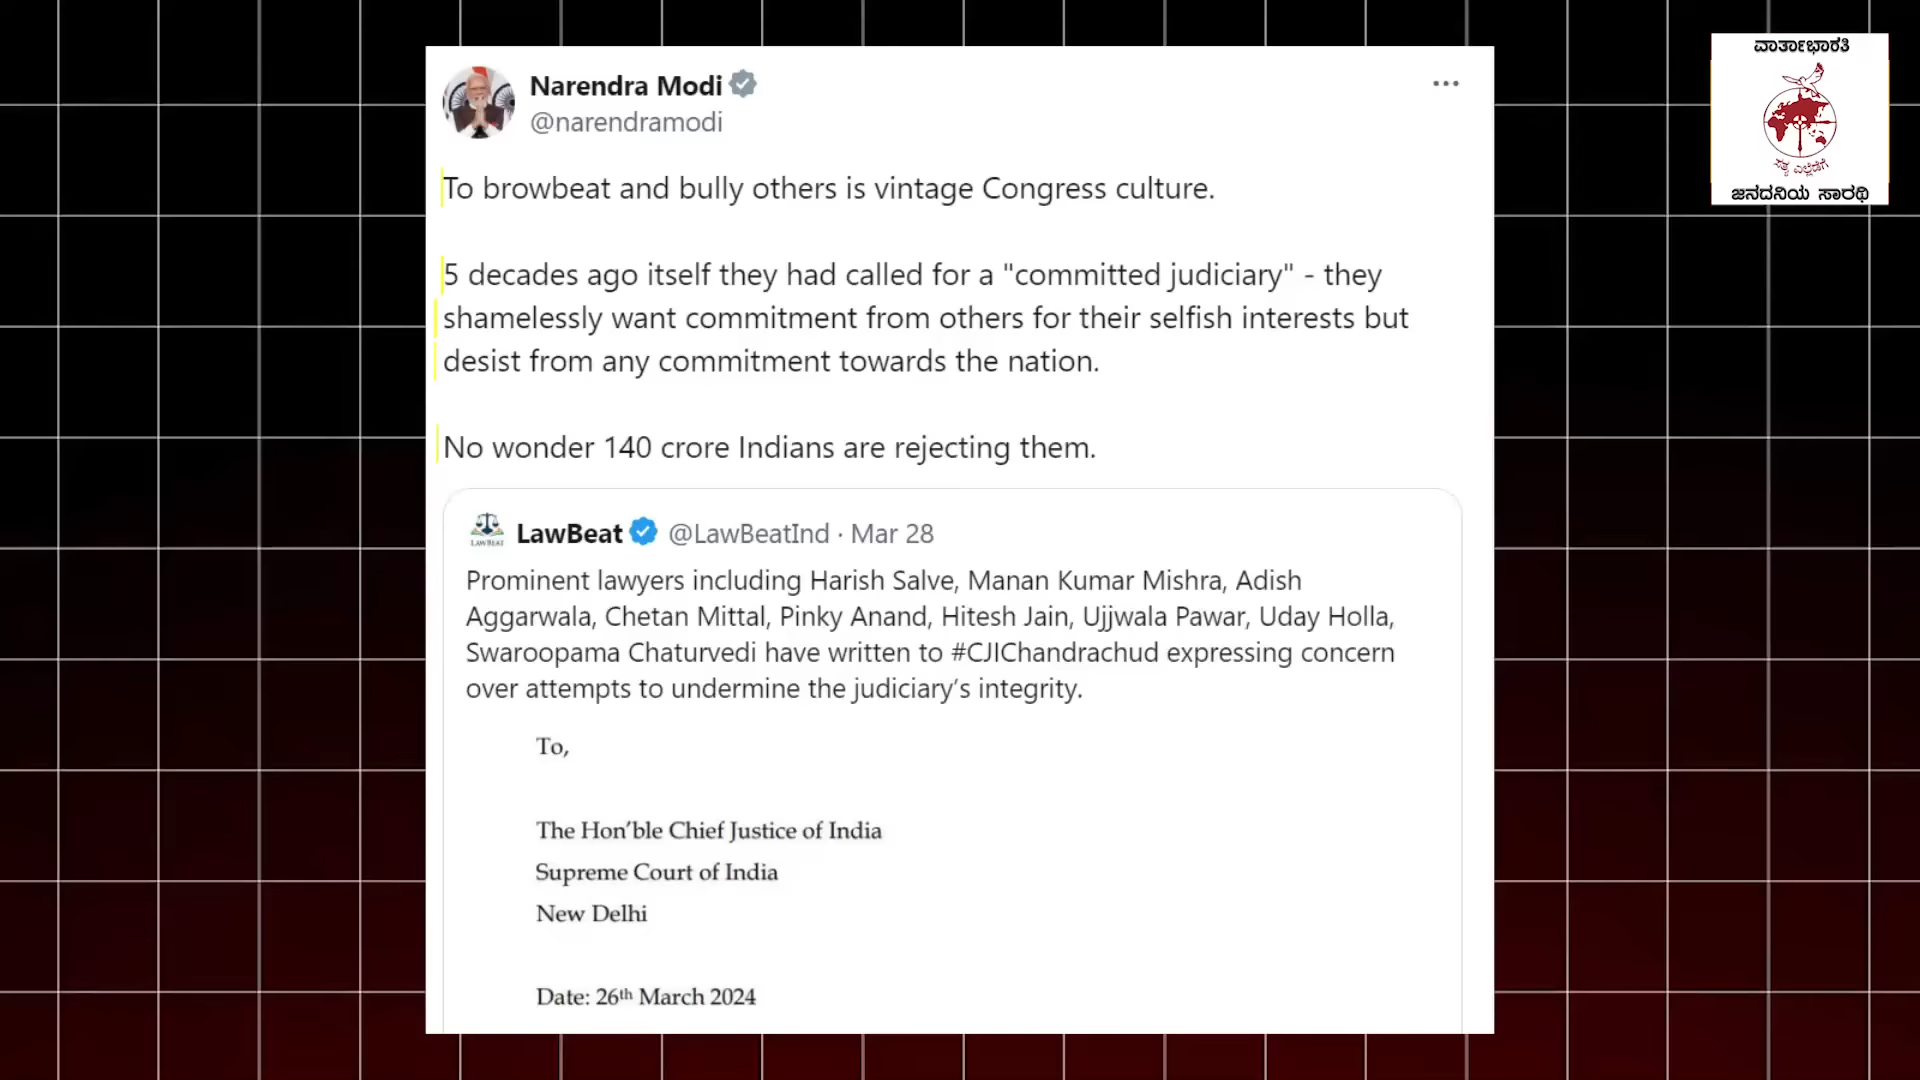 ವಾರ್ತಾಭಾರತಿ
ಸತ್ಯ ಎಲ್ಲೆಡೆಗೆ
ಜನದನಿಯ ಸಾರಥಿ
Narendra Modi
@narendramodi
To browbeat and bully others is vintage Congress culture.
5 decades ago itself they had called for a "committed judiciary" - they
shamelessly want commitment from others for their selfish interests but
desist from any commitment towards the nation.
No wonder 140 crore Indians are rejecting them.
LAWBEAT
LawBeat @LawBeatInd · Mar 28
Prominent lawyers including Harish Salve, Manan Kumar Mishra, Adish
Aggarwala, Chetan Mittal, Pinky Anand, Hitesh Jain, Ujjwala Pawar, Uday Holla,
Swaroopama Chaturvedi have written to #CJIChandrachud expressing concern
over attempts to undermine the judiciary’s integrity.
To,
The Hon’ble Chief Justice of India
Supreme Court of India
New Delhi
Date: 26th March 2024